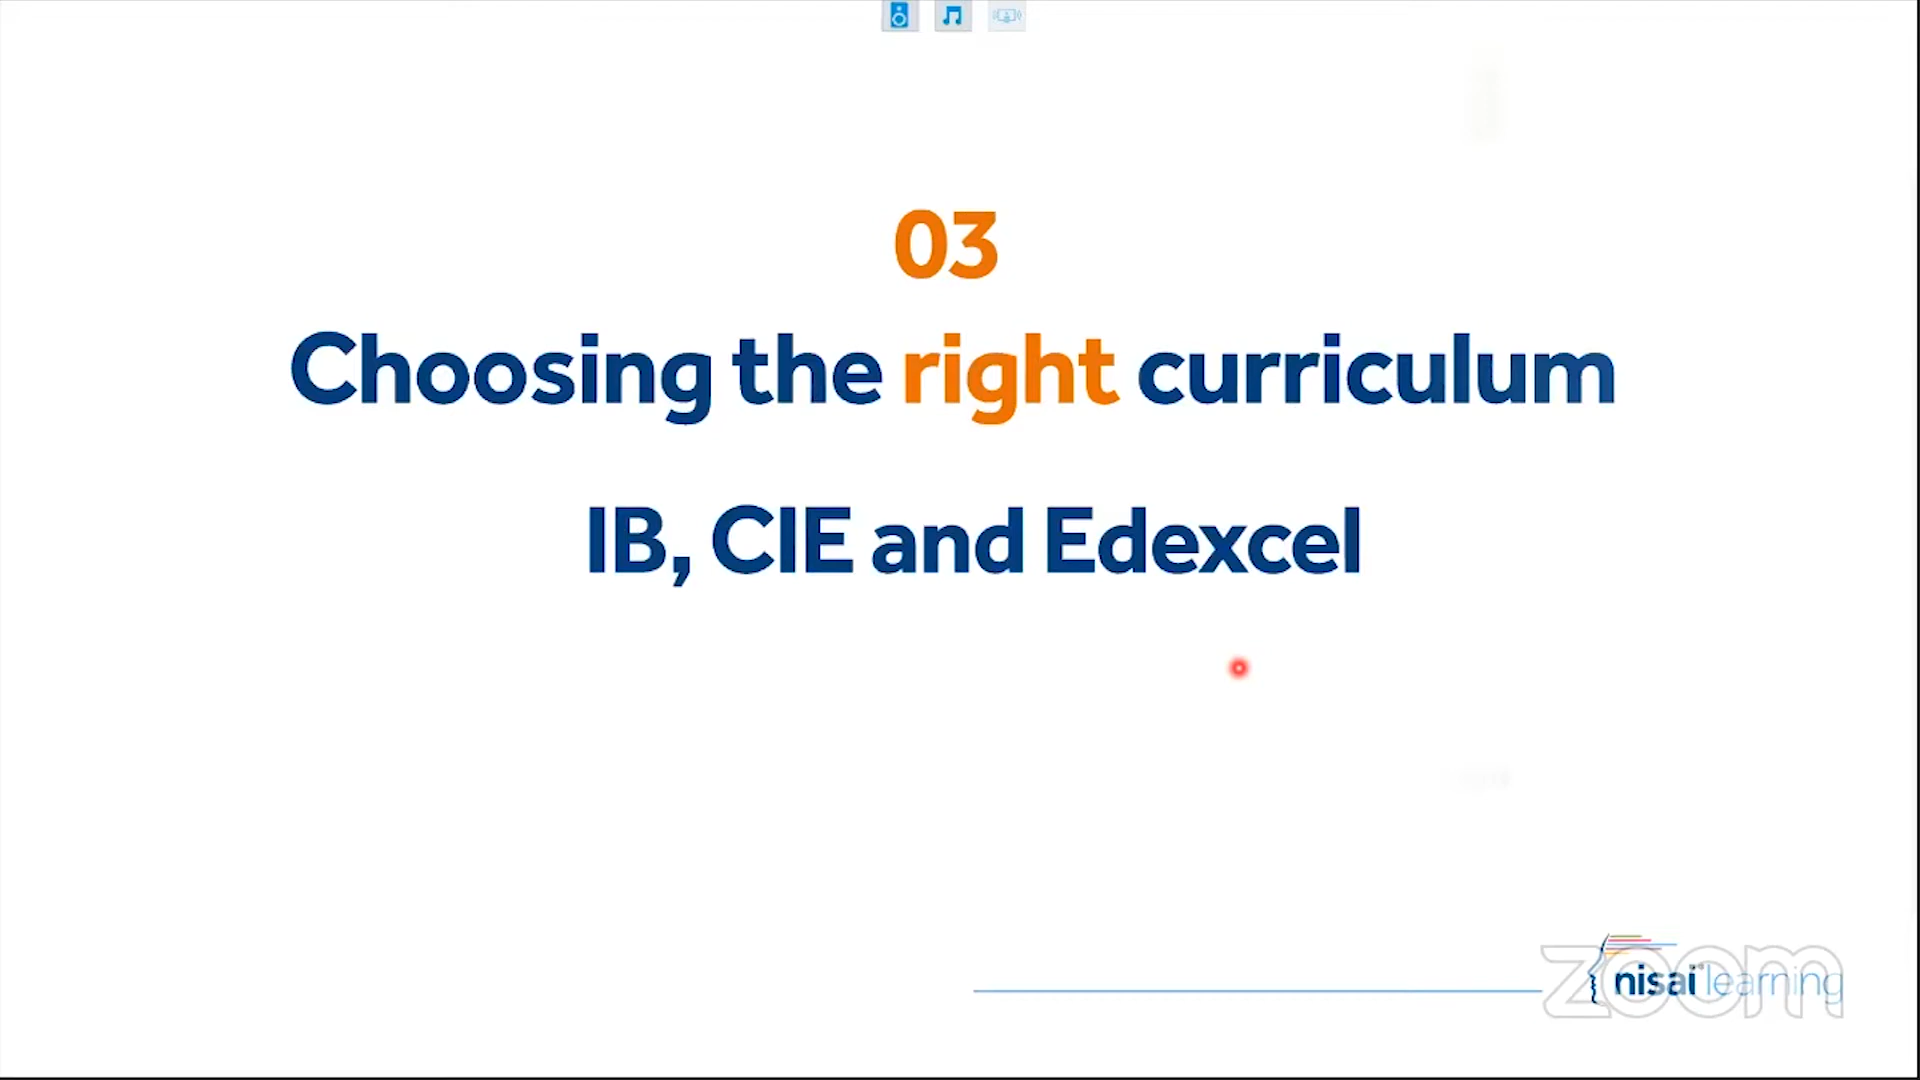 03
Choosing the right curriculum
IB, CIE and Edexcel
nisai learning
zoom